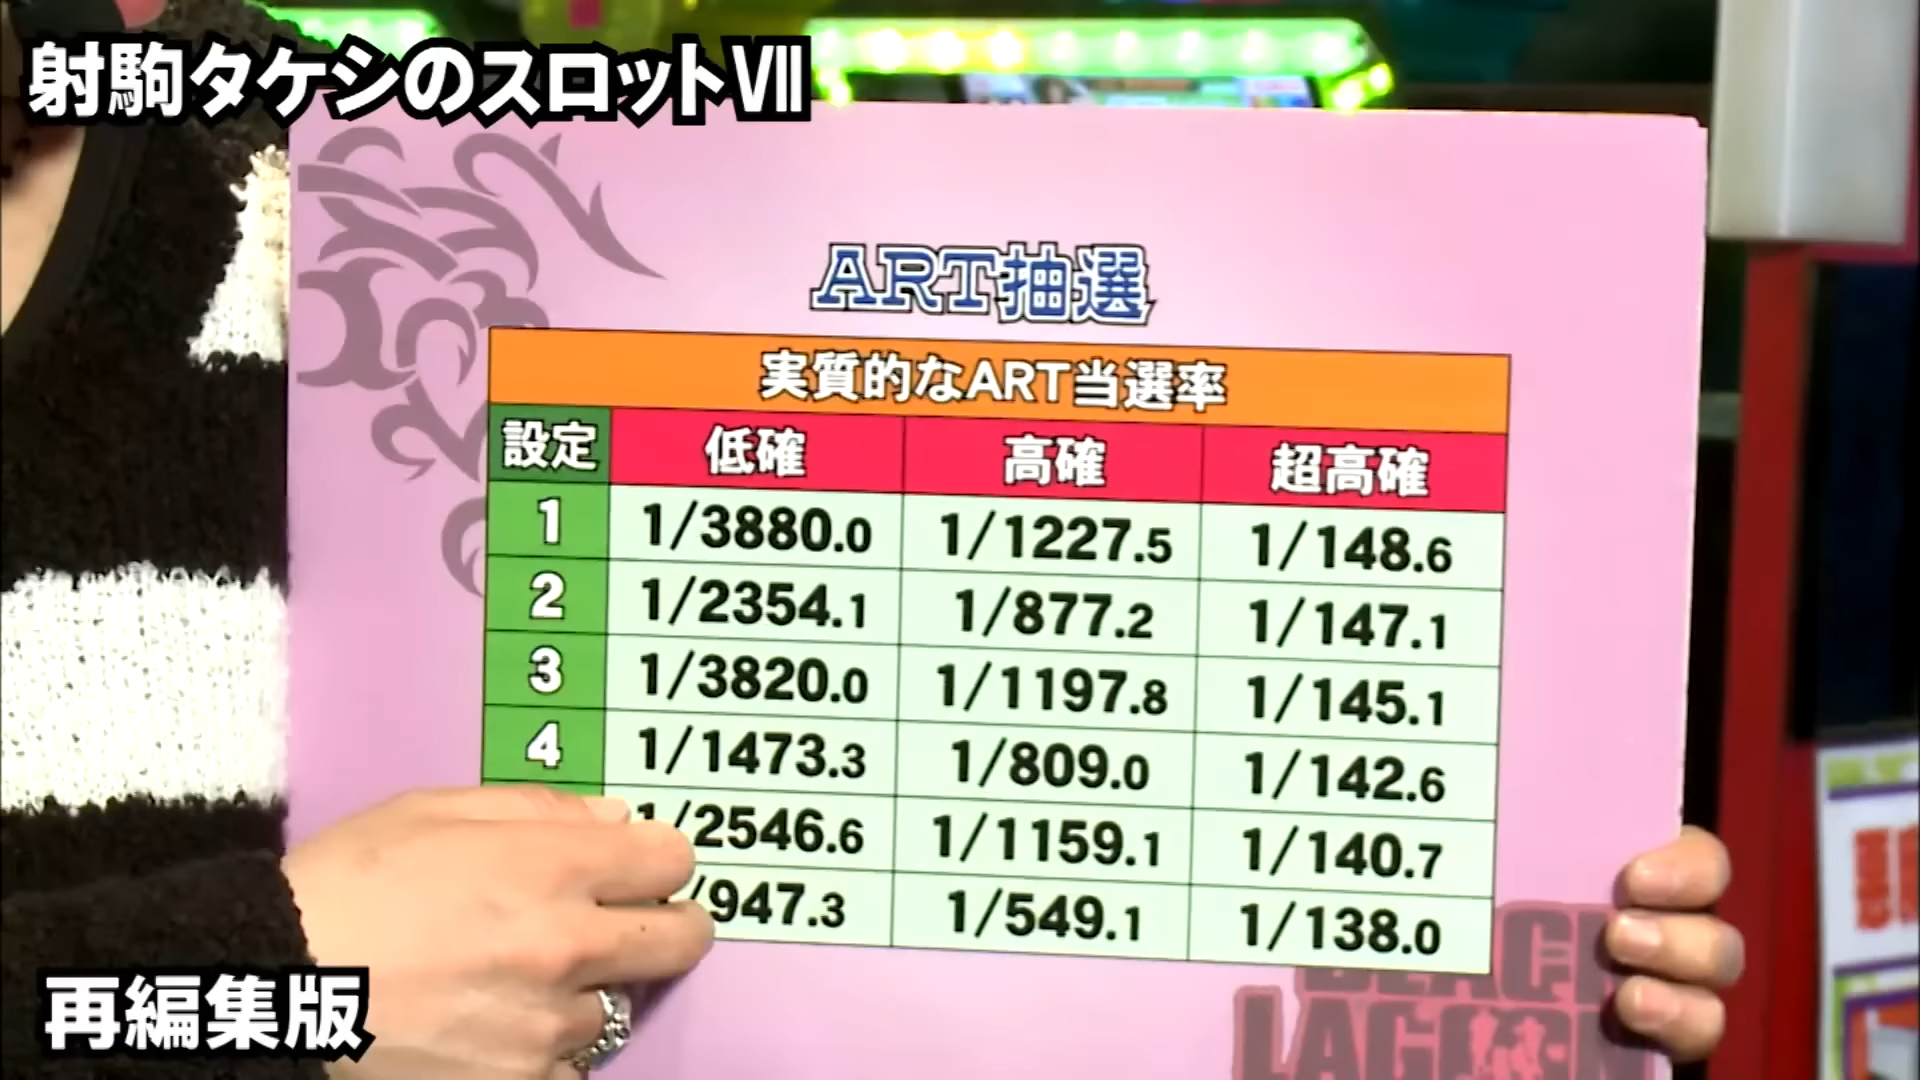 射駒タケシのスロットⅦ
ART抽選
実質的なART当選率
設定 低確 高確 超高確
1 1/3880.0 1/1227.5 1/148.6
2 1/2354.1 1/877.2 1/147.1
3 1/3820.0 1/1197.8 1/145.1
4 1/1473.3 1/809.0 1/142.6
1/2546.6 1/1159.1 1/140.7
/947.3 1/549.1 1/138.0
BLACK
LAGOON
再編集版